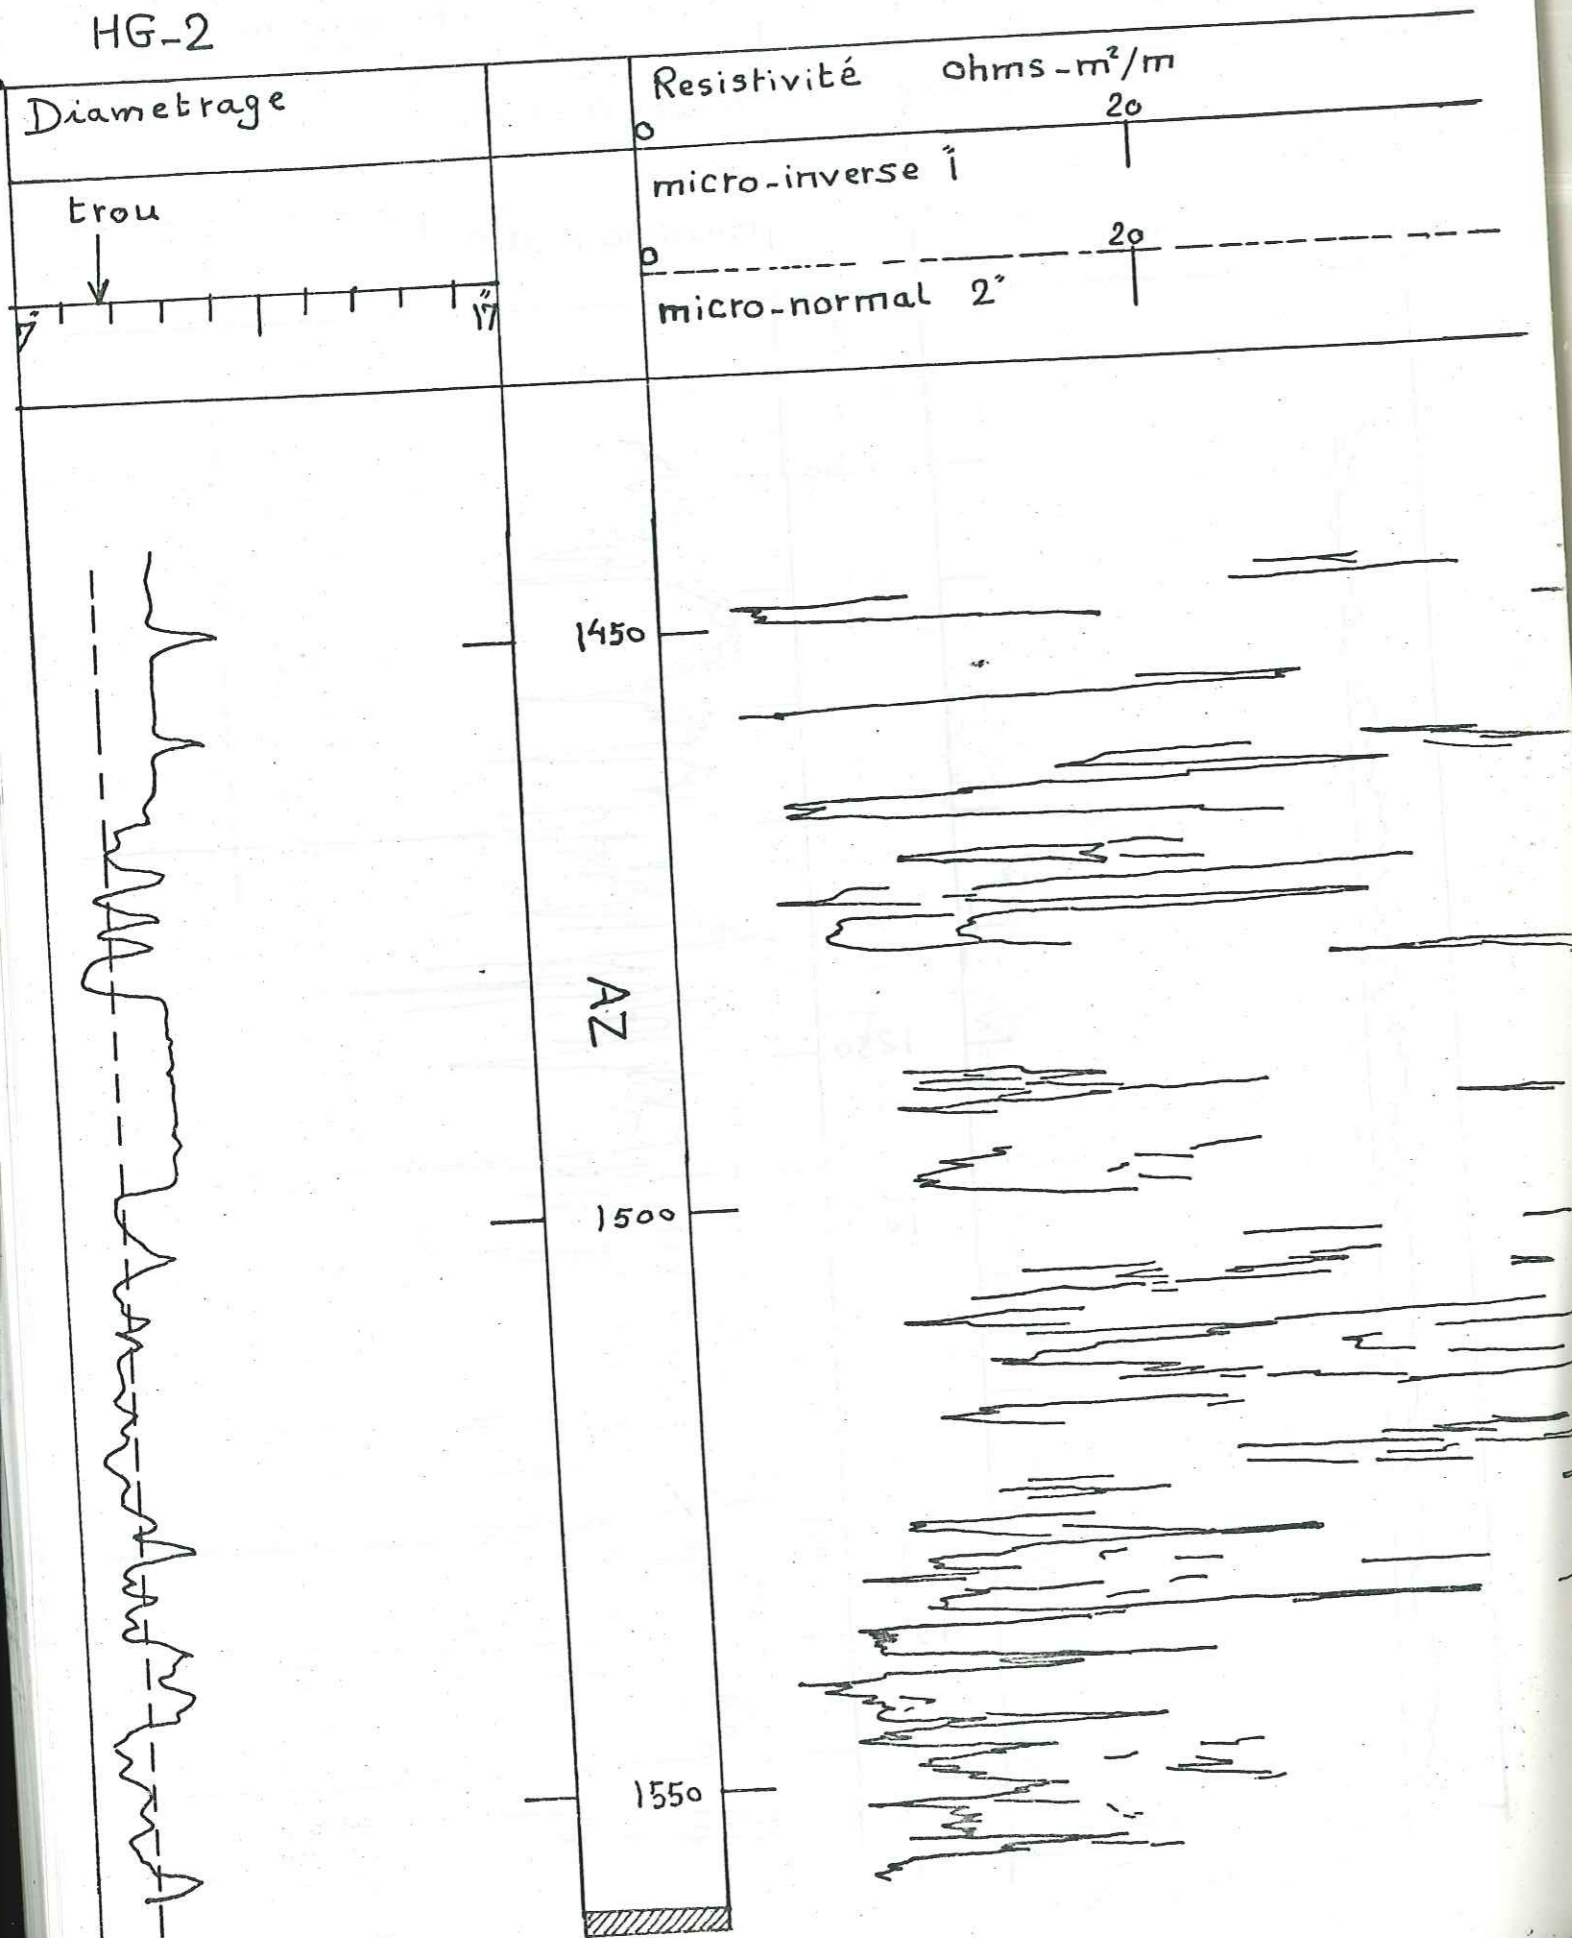 HG-2
Diametrage
Resistivité ohms-m²/m
0 20
micro-inverse 1"
trou
0 20
micro-normal 2"
7" 17"
1450
AZ
1500
1550